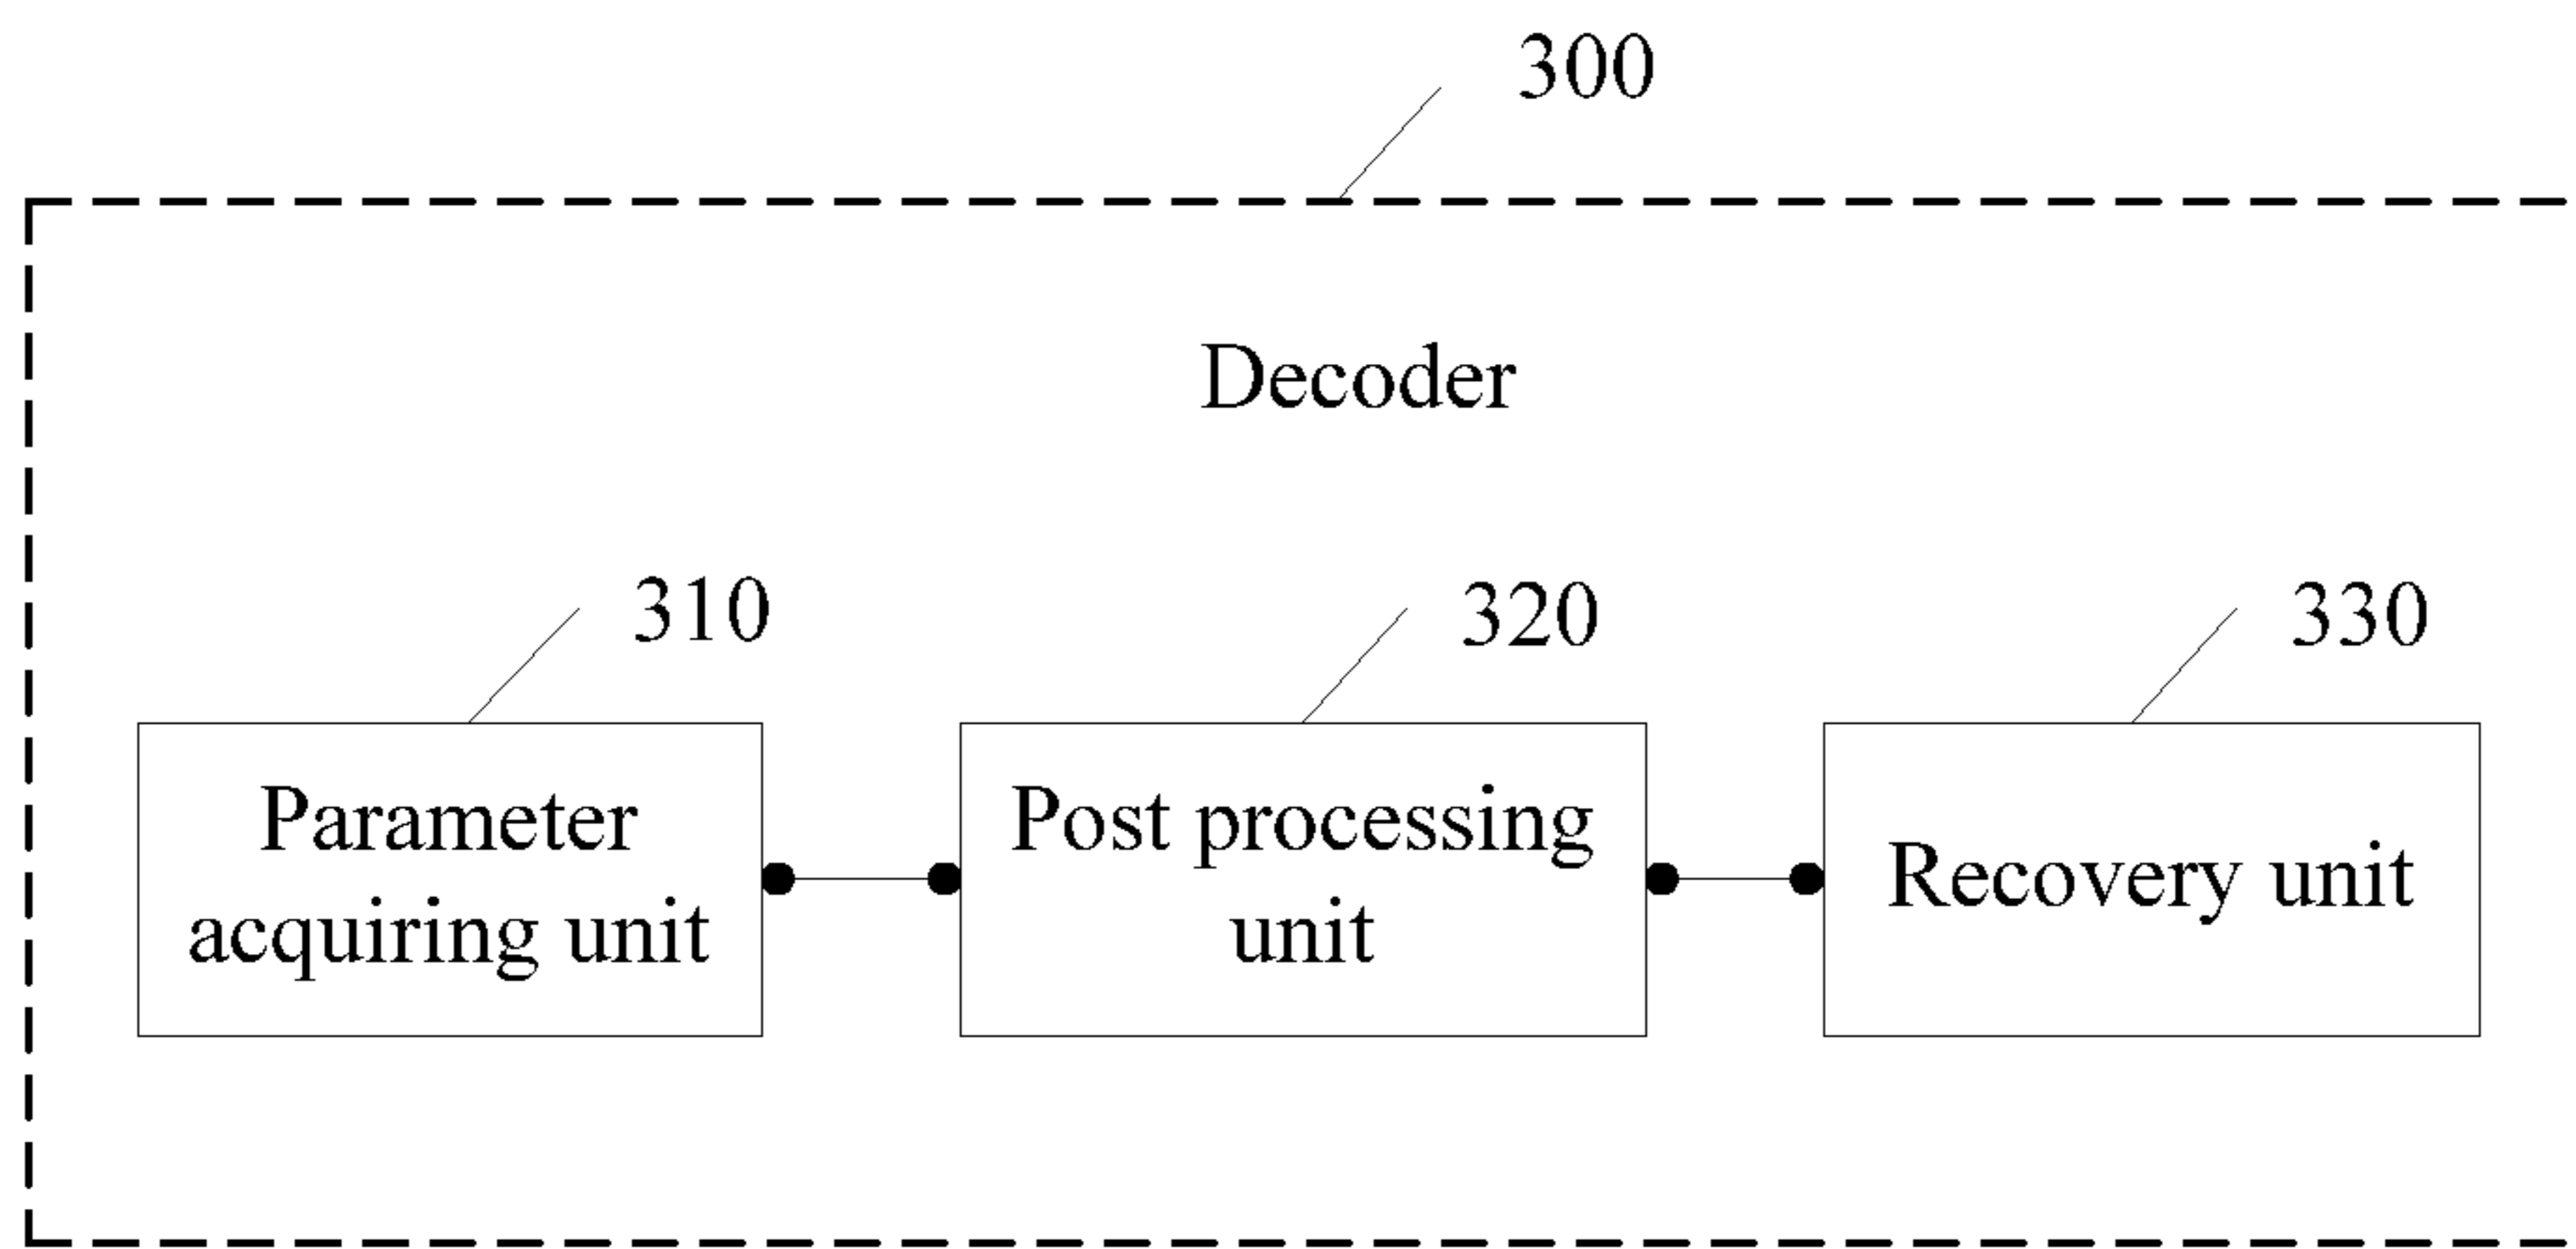 300
Decoder
310
320
330
Parameter
acquiring unit
Post processing
unit
Recovery unit